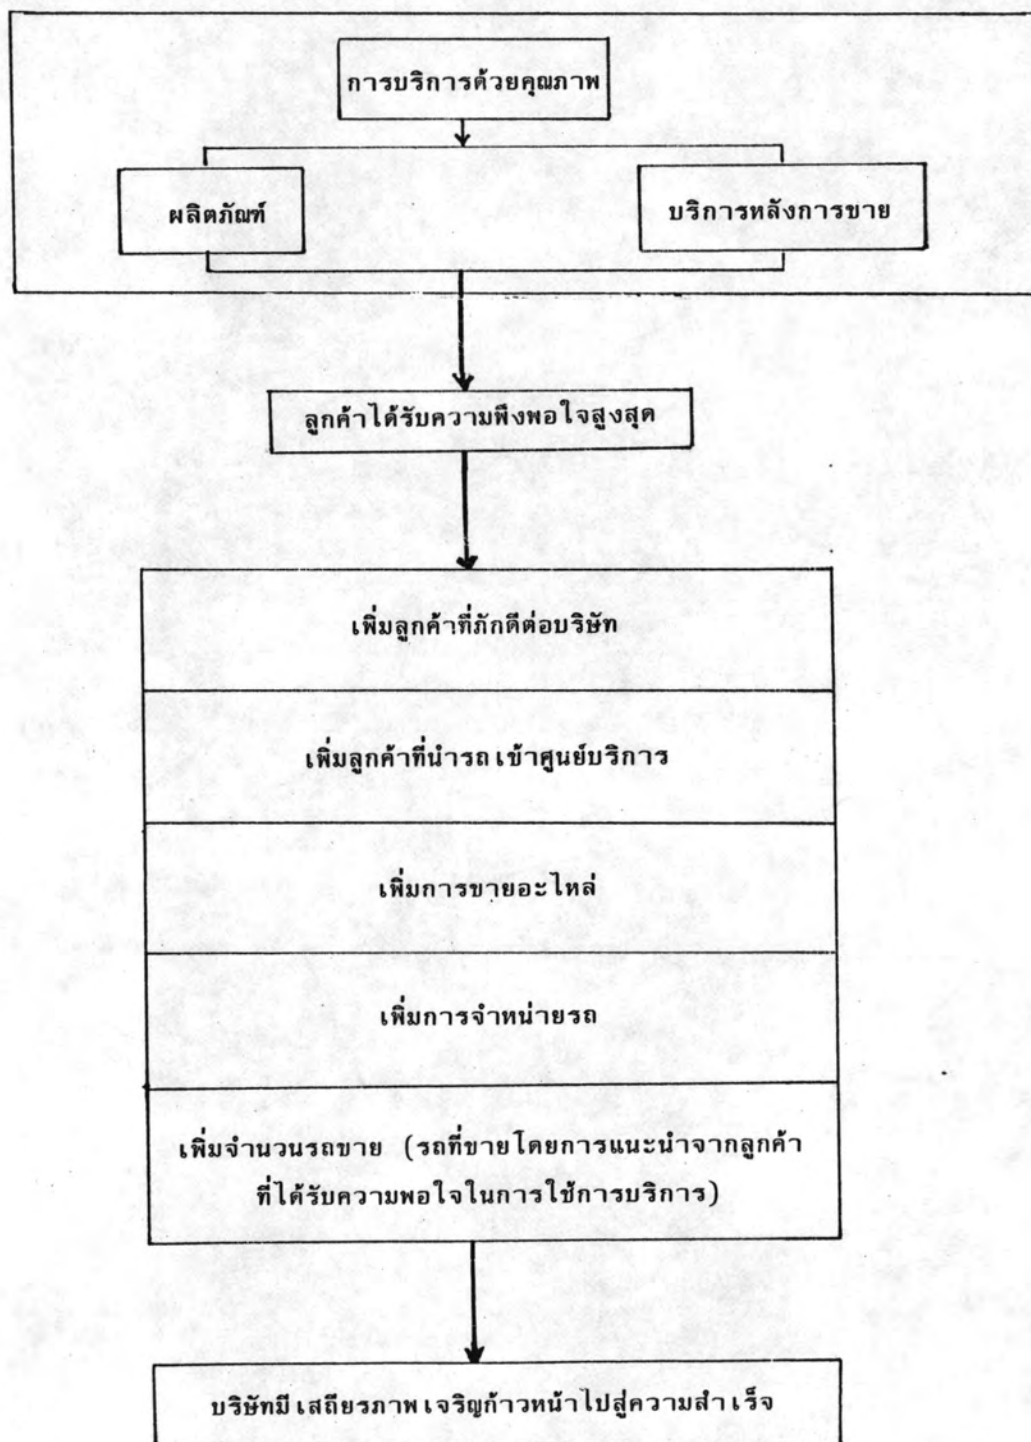 การบริการด้วยคุณภาพ
ผลิตภัณฑ์
บริการหลังการขาย
ลูกค้าได้รับความพึงพอใจสูงสุด
เพิ่มลูกค้าที่ภักดีต่อบริษัท
เพิ่มลูกค้าที่นำรถเข้าศูนย์บริการ
เพิ่มการขายอะไหล่
เพิ่มการจำหน่ายรถ
เพิ่มจำนวนรถขาย (รถที่ขายโดยการแนะนำจากลูกค้า
ที่ได้รับความพอใจในการใช้การบริการ)
บริษัทมีเสถียรภาพเจริญก้าวหน้าไปสู่ความสำเร็จ